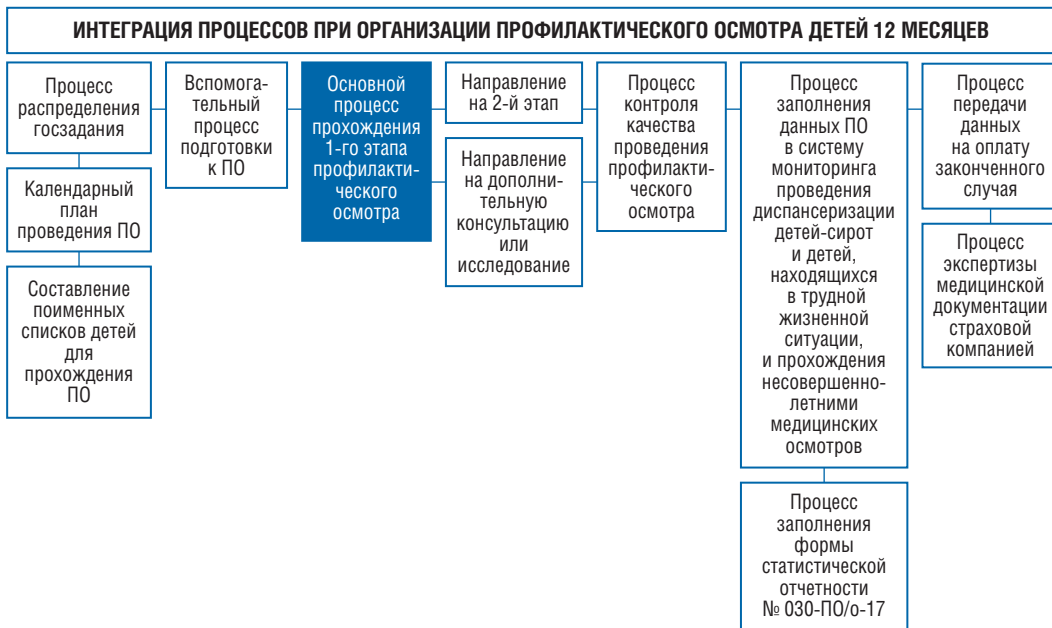 ИНТЕГРАЦИЯ ПРОЦЕССОВ ПРИ ОРГАНИЗАЦИИ ПРОФИЛАКТИЧЕСКОГО ОСМОТРА ДЕТЕЙ 12 МЕСЯЦЕВ
Процесс
распределения
госзадания
Календарный
план
проведения ПО
Составление
поименных
списков детей
для
прохождения
ПО
Вспомога-
тельный
процесс
подготовки
к ПО
Основной
процесс
прохождения
1-го этапа
профилакти-
ческого
осмотра
Направление
на 2-й этап
Направление
на дополни-
тельную
консультацию
или
исследование
Процесс
контроля
качества
проведения
профилакти-
ческого
осмотра
Процесс
заполнения
данных ПО
в систему
мониторинга
проведения
диспансеризации
детей-сирот
и детей,
находящихся
в трудной
жизненной
ситуации,
и прохождения
несовершенно-
летними
медицинских
осмотров
Процесс
заполнения
формы
статистической
отчетности
№ 030-ПО/о-17
Процесс
передачи
данных
на оплату
законченного
случая
Процесс
экспертизы
медицинской
документации
страховой
компанией